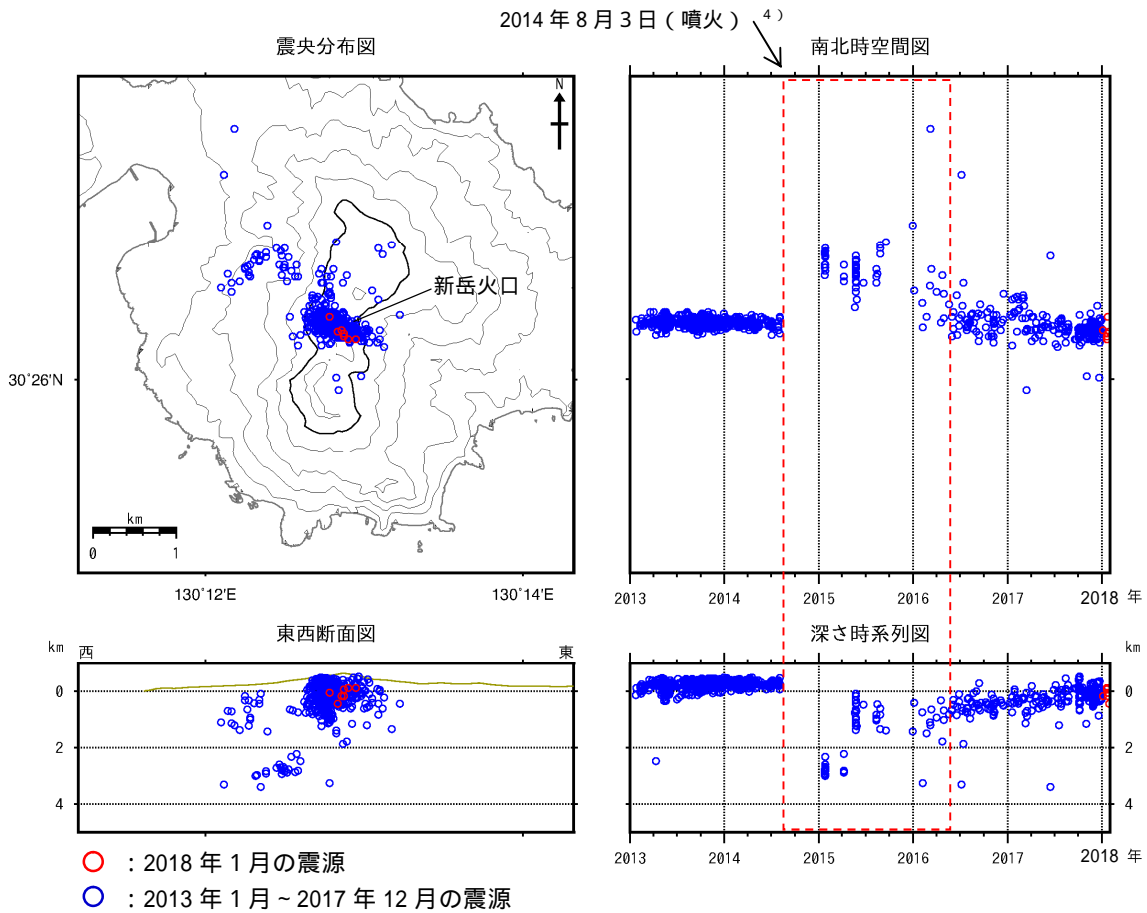 2014 年 8 月 3 日（噴火） 4）
震央分布図
南北時空間図
N
新岳火口
30˚26'N
km
0 1
130˚12'E 130˚14'E
2013 2014 2015 2016 2017 2018 年
東西断面図
深さ時系列図
km 西 東
km
0
2
4
0
2
4
2013 2014 2015 2016 2017 2018 年
○ ：2018 年 1 月の震源
○ ：2013 年 1 月～2017 年 12 月の震源